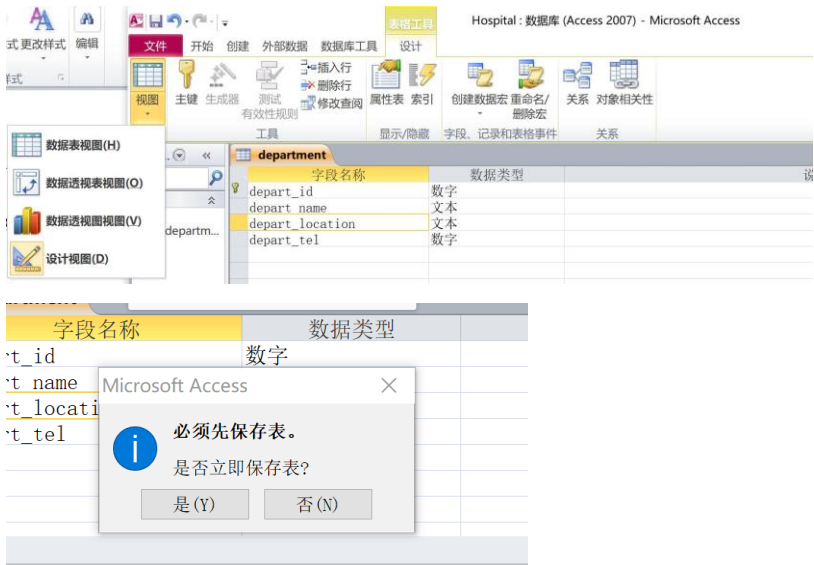 Hospital : 数据库 (Access 2007) - Microsoft Access
表格工具
文件 开始 创建 外部数据 数据库工具 设计
式 更改样式 编辑
样式
视图 主键 生成器 测试有效性规则 插入行 删除行 修改查阅 属性表 索引 创建数据宏 重命名/删除宏 关系 对象相关性
工具 显示/隐藏 字段、记录和表格事件 关系
数据表视图(H)
数据透视表视图(O)
数据透视图视图(V)
设计视图(D)
«
departm...
department
字段名称 数据类型 说
depart_id 数字
depart_name 文本
depart_location 文本
depart_tel 数字
字段名称 数据类型
rt_id 数字
rt_name
rt_locati
rt_tel
Microsoft Access
必须先保存表。
是否立即保存表?
是(Y) 否(N)